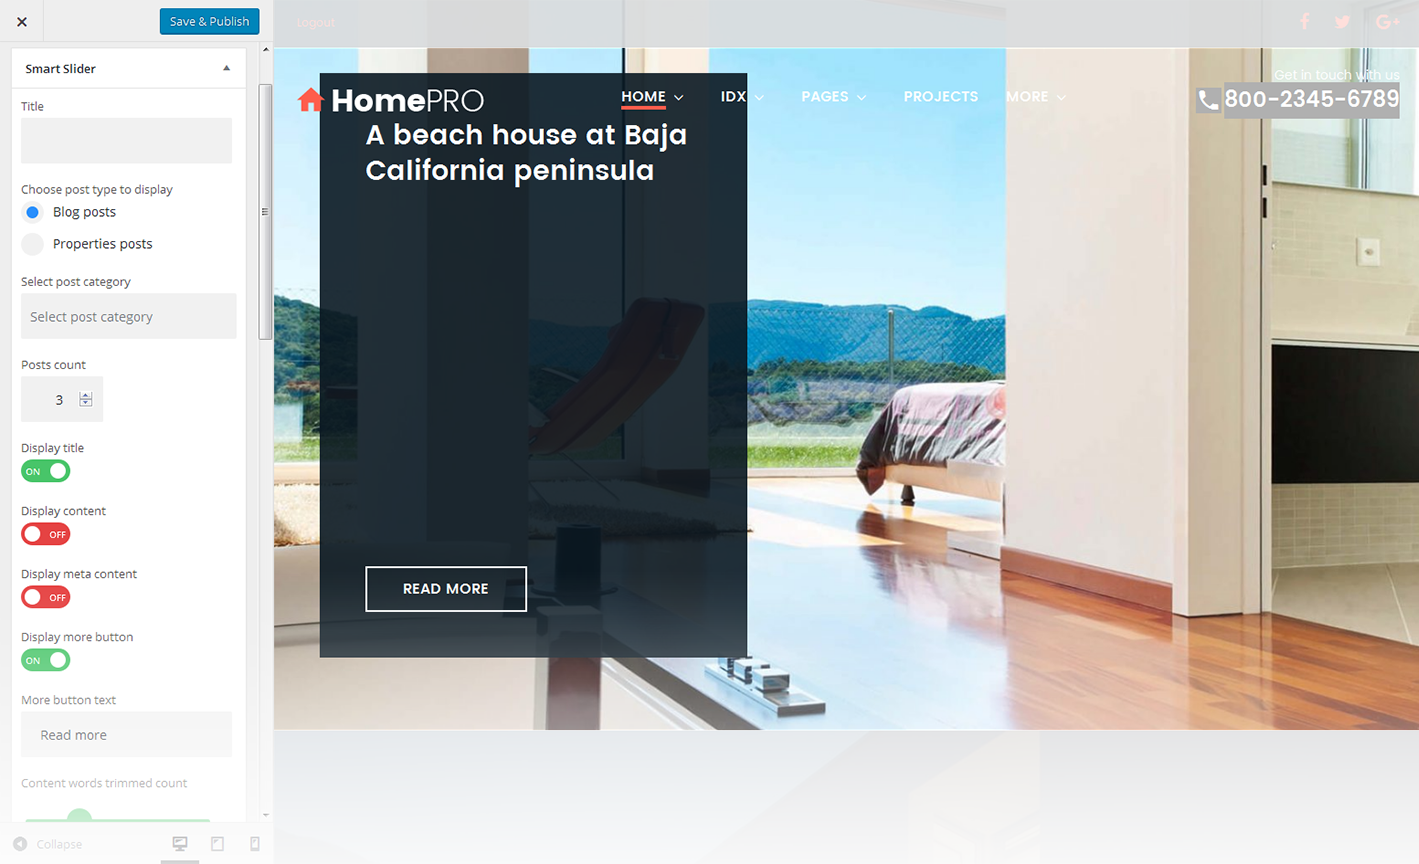 Save & Publish
Smart Slider
Title
Choose post type to display
Blog posts
Properties posts
Select post category
Select post category
Posts count
3
Display title
ON
Display content
OFF
Display meta content
OFF
Display more button
ON
More button text
Read more
Content words trimmed count
Collapse
Logout
G+
HomePRO
HOME
IDX
PAGES
PROJECTS
MORE
Get in touch with us
800-2345-6789
A beach house at Baja
California peninsula
READ MORE